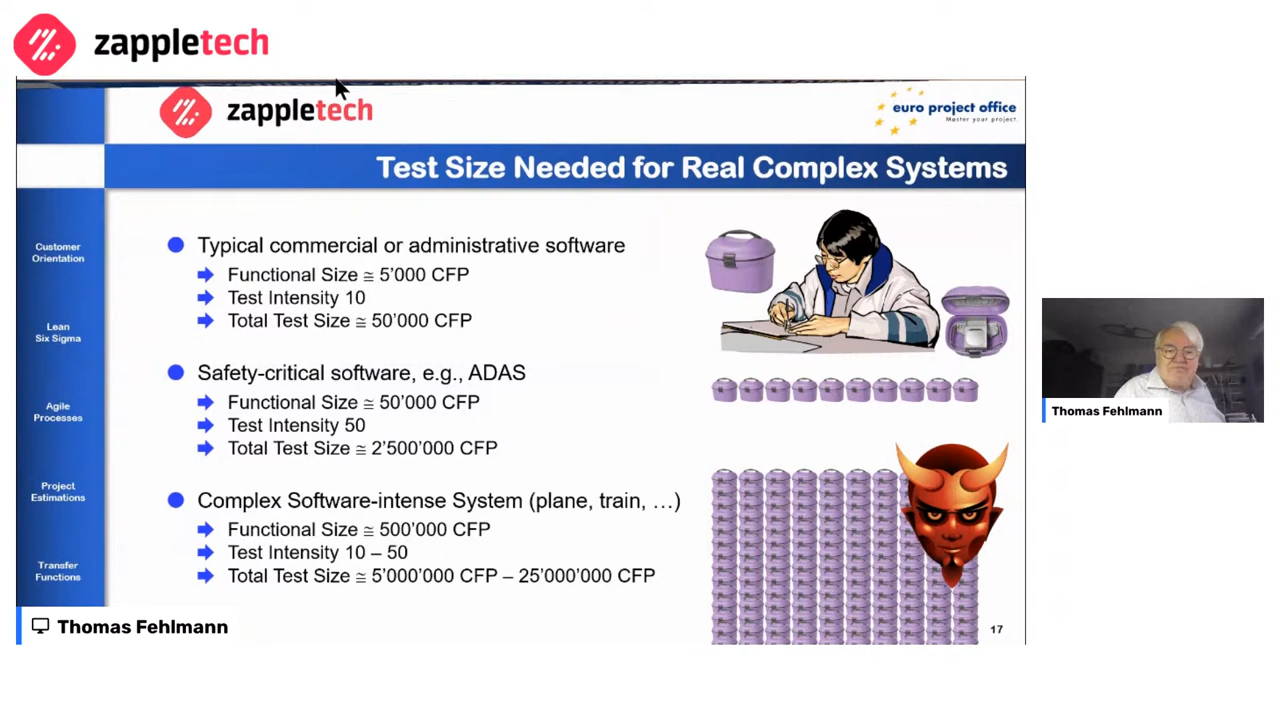 zappletech
zappletech
euro project office
Master your project.
Test Size Needed for Real Complex Systems
Customer
Orientation
Lean
Six Sigma
Agile
Processes
Project
Estimations
Transfer
Functions
Typical commercial or administrative software
Functional Size ≅ 5’000 CFP
Test Intensity 10
Total Test Size ≅ 50’000 CFP
Safety-critical software, e.g., ADAS
Functional Size ≅ 50’000 CFP
Test Intensity 50
Total Test Size ≅ 2’500’000 CFP
Complex Software-intense System (plane, train, …)
Functional Size ≅ 500’000 CFP
Test Intensity 10 – 50
Total Test Size ≅ 5’000’000 CFP – 25’000’000 CFP
17
Thomas Fehlmann
Thomas Fehlmann